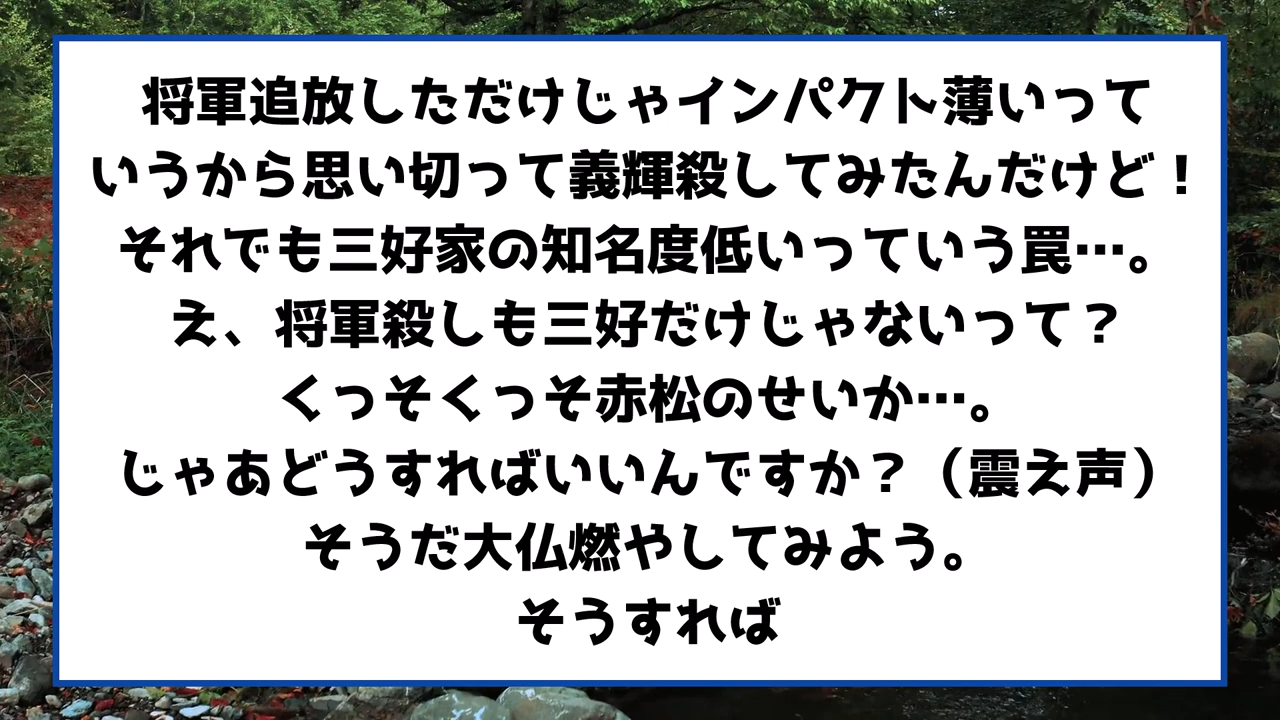 将軍追放しただけじゃインパクト薄いって
いうから思い切って義輝殺してみたんだけど！
それでも三好家の知名度低いっていう罠…。
え、将軍殺しも三好だけじゃないって？
くっそくっそ赤松のせいか…。
じゃあどうすればいいんですか？（震え声）
そうだ大仏燃やしてみよう。
そうすれば